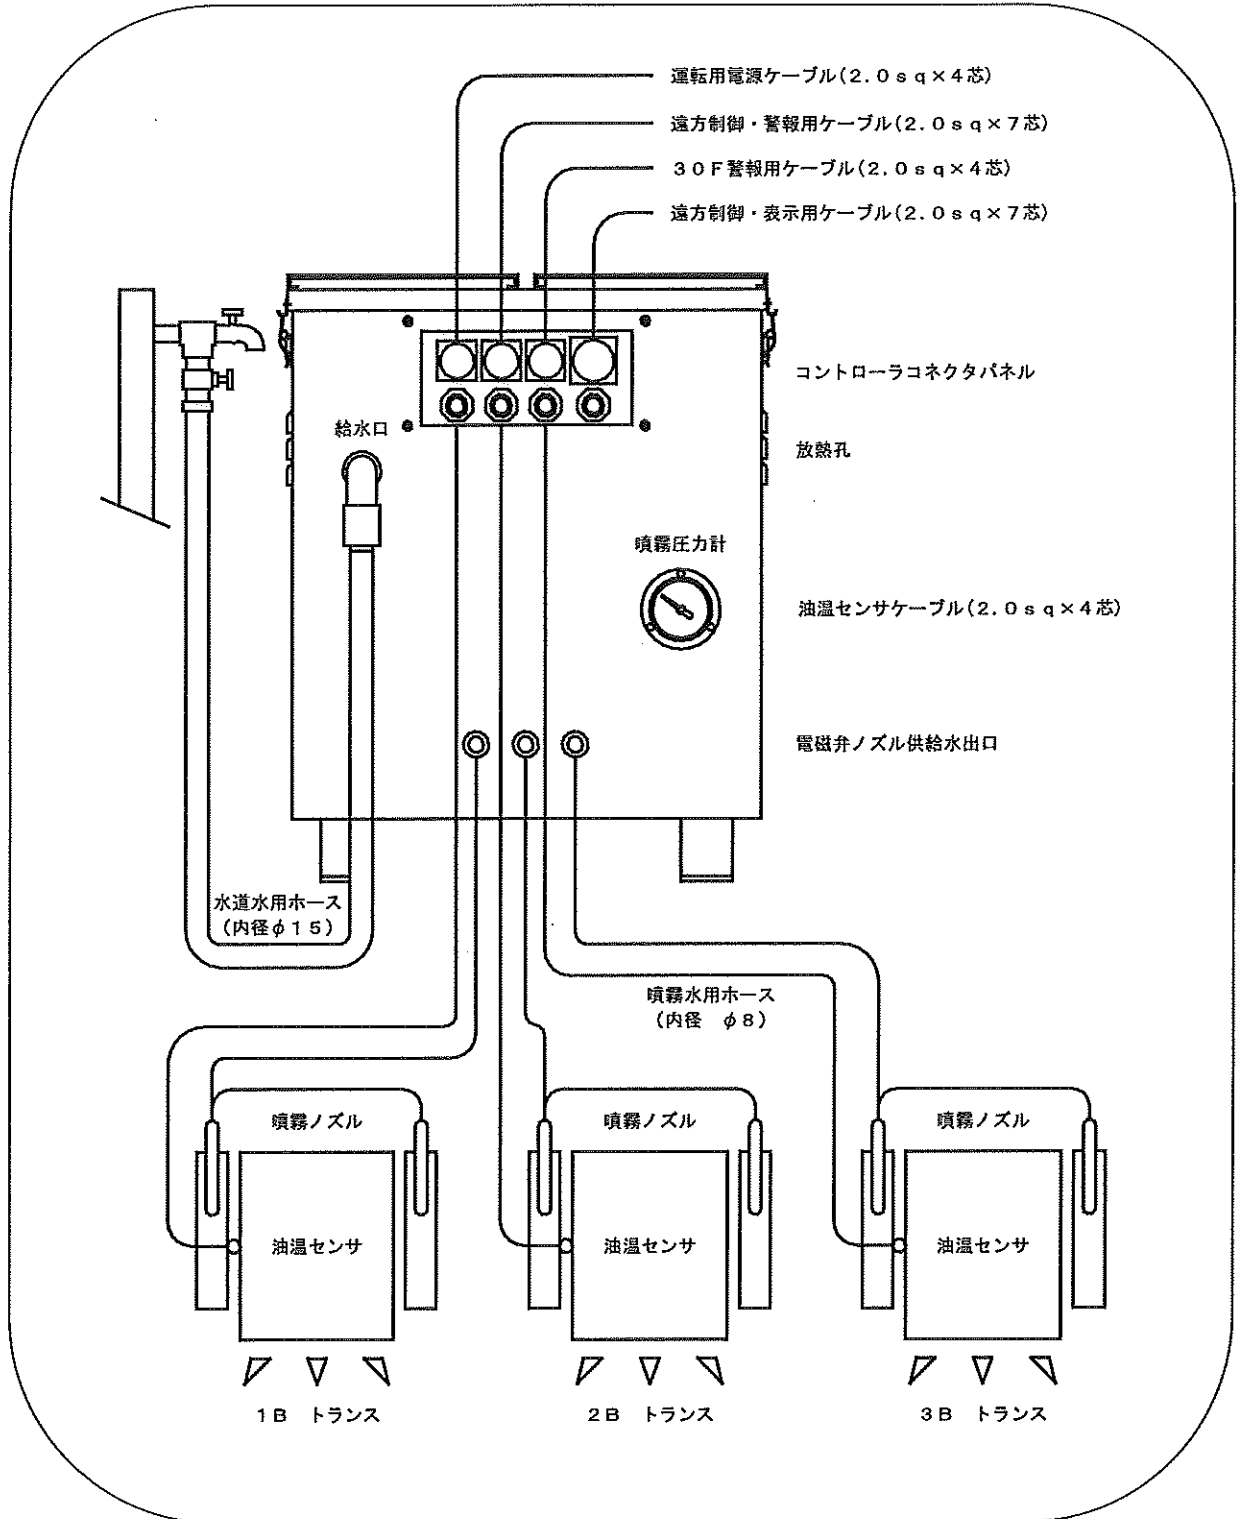 運転用電源ケーブル(2.0sq×4芯)
遠方制御・警報用ケーブル(2.0sq×7芯)
30F警報用ケーブル(2.0sq×4芯)
遠方制御・表示用ケーブル(2.0sq×7芯)
コントローラコネクタパネル
給水口
放熱孔
噴霧圧力計
油温センサケーブル(2.0sq×4芯)
電磁弁ノズル供給水出口
水道水用ホース
(内径φ15)
噴霧水用ホース
(内径 φ8)
噴霧ノズル
噴霧ノズル
噴霧ノズル
油温センサ
油温センサ
油温センサ
1B トランス
2B トランス
3B トランス